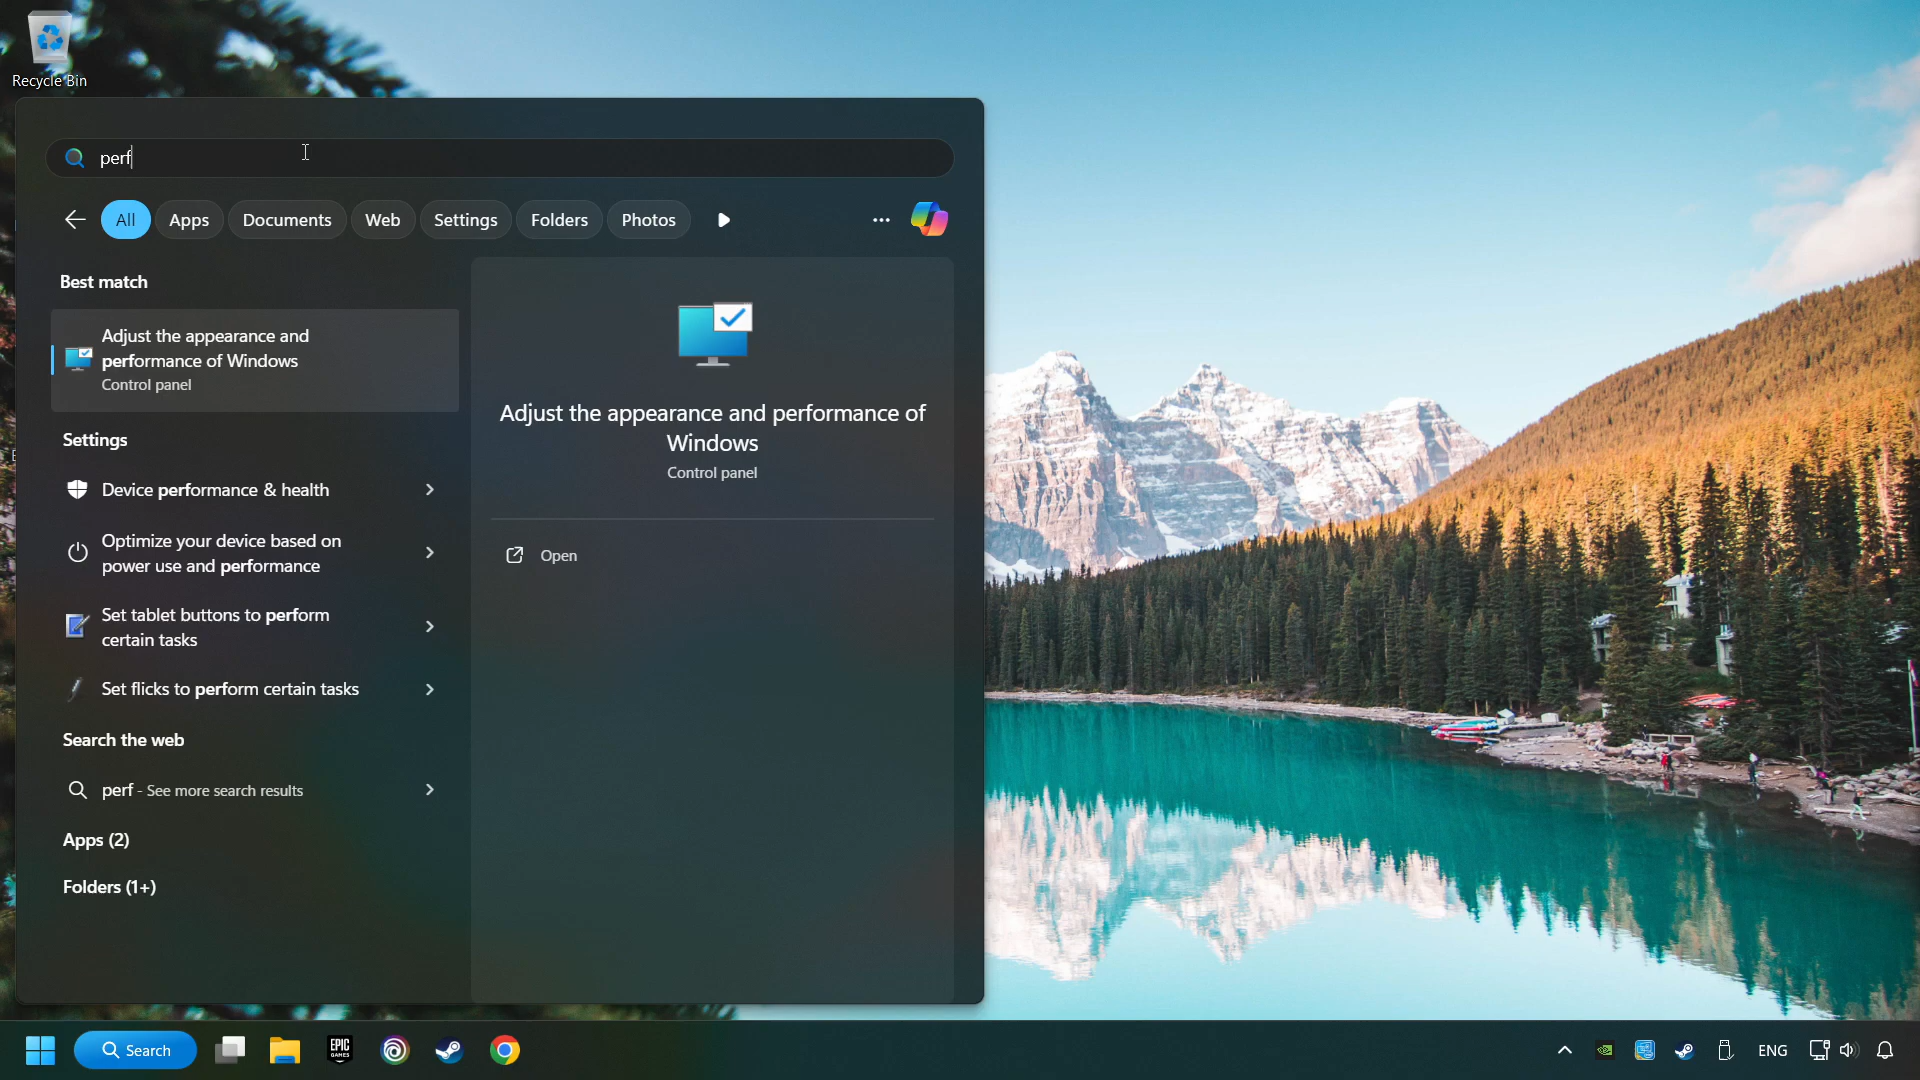 Recycle Bin
perf
All
Apps
Documents
Web
Settings
Folders
Photos
Best match
Adjust the appearance and
performance of Windows
Control panel
Settings
Device performance & health
Optimize your device based on
power use and performance
Set tablet buttons to perform
certain tasks
Set flicks to perform certain tasks
Search the web
perf - See more search results
Apps (2)
Folders (1+)
Adjust the appearance and performance of
Windows
Control panel
Open
Search
EPIC
GAMES
ENG